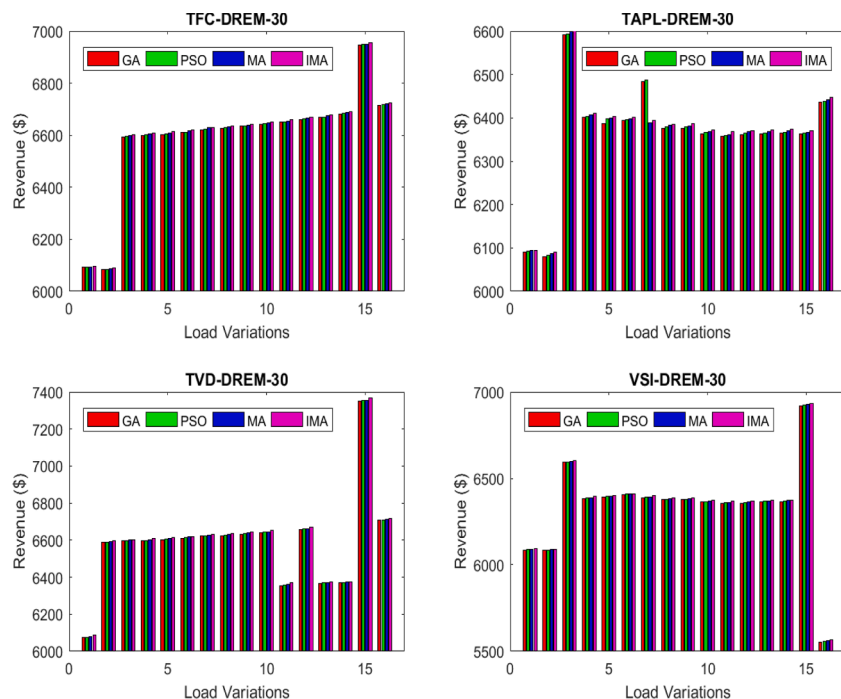 TFC-DREM-30
7000
6800
6600
6400
6200
6000
Revenue ($)
GA PSO MA IMA
0 5 10 15
Load Variations
TAPL-DREM-30
6600
6500
6400
6300
6200
6100
6000
Revenue ($)
GA PSO MA IMA
0 5 10 15
Load Variations
TVD-DREM-30
7400
7200
7000
6800
6600
6400
6200
6000
Revenue ($)
GA PSO MA IMA
0 5 10 15
Load Variations
VSI-DREM-30
7000
6500
6000
5500
Revenue ($)
GA PSO MA IMA
0 5 10 15
Load Variations